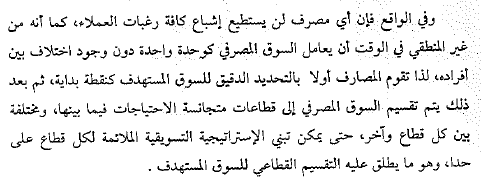 وفي الواقع فإن أي مصرف لن يستطيع إشباع كافة رغبات العملاء، كما أنه من
غير المنطقي في الوقت أن يعامل السوق المصرفي كوحدة واحدة دون وجود اختلاف بين
أفراده، لذا تقوم المصارف أولا بالتحديد الدقيق للسوق المستهدف كنقطة بداية، ثم بعد
ذلك يتم تقسيم السوق المصرفي إلى قطاعات متجانسة الاحتياجات فيما بينها، ومختلفة
بين كل قطاع وآخر، حتى يمكن تبني الإستراتيجية التسويقية الملائمة لكل قطاع على
حدا، وهو ما يطلق عليه التقسيم القطاعي للسوق المستهدف .